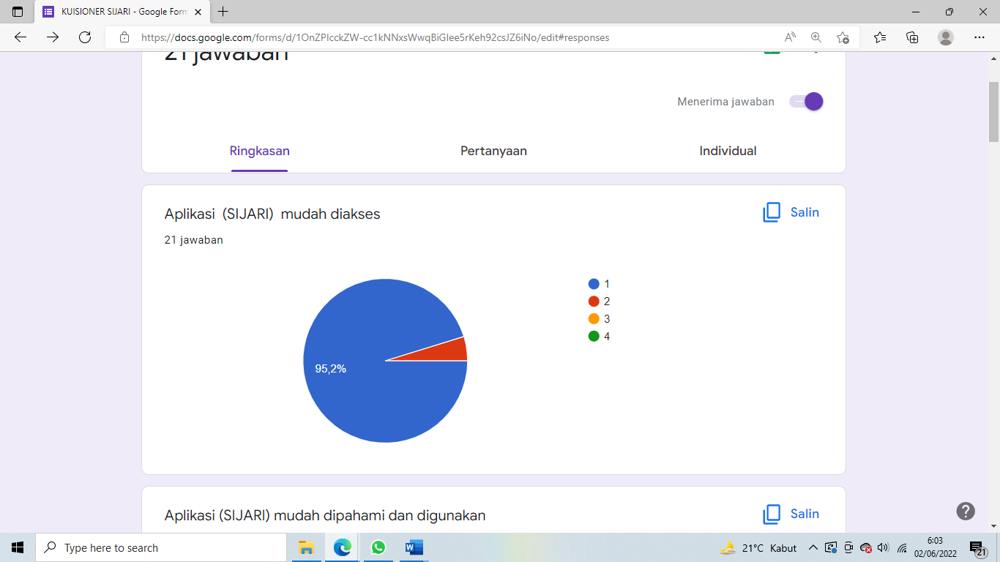 KUISIONER SIJARI - Google Form
https://docs.google.com/forms/d/1OnZPlcckZW-cc1kNNxsWwqBiGlee5rKeh92csJZ6iNo/edit#responses
21 jawaban
Menerima jawaban
Ringkasan
Pertanyaan
Individual
Aplikasi (SIJARI) mudah diakses
Salin
21 jawaban
1
2
3
4
95,2%
Aplikasi (SIJARI) mudah dipahami dan digunakan
Salin
Type here to search
21°C Kabut
6:03
02/06/2022
21